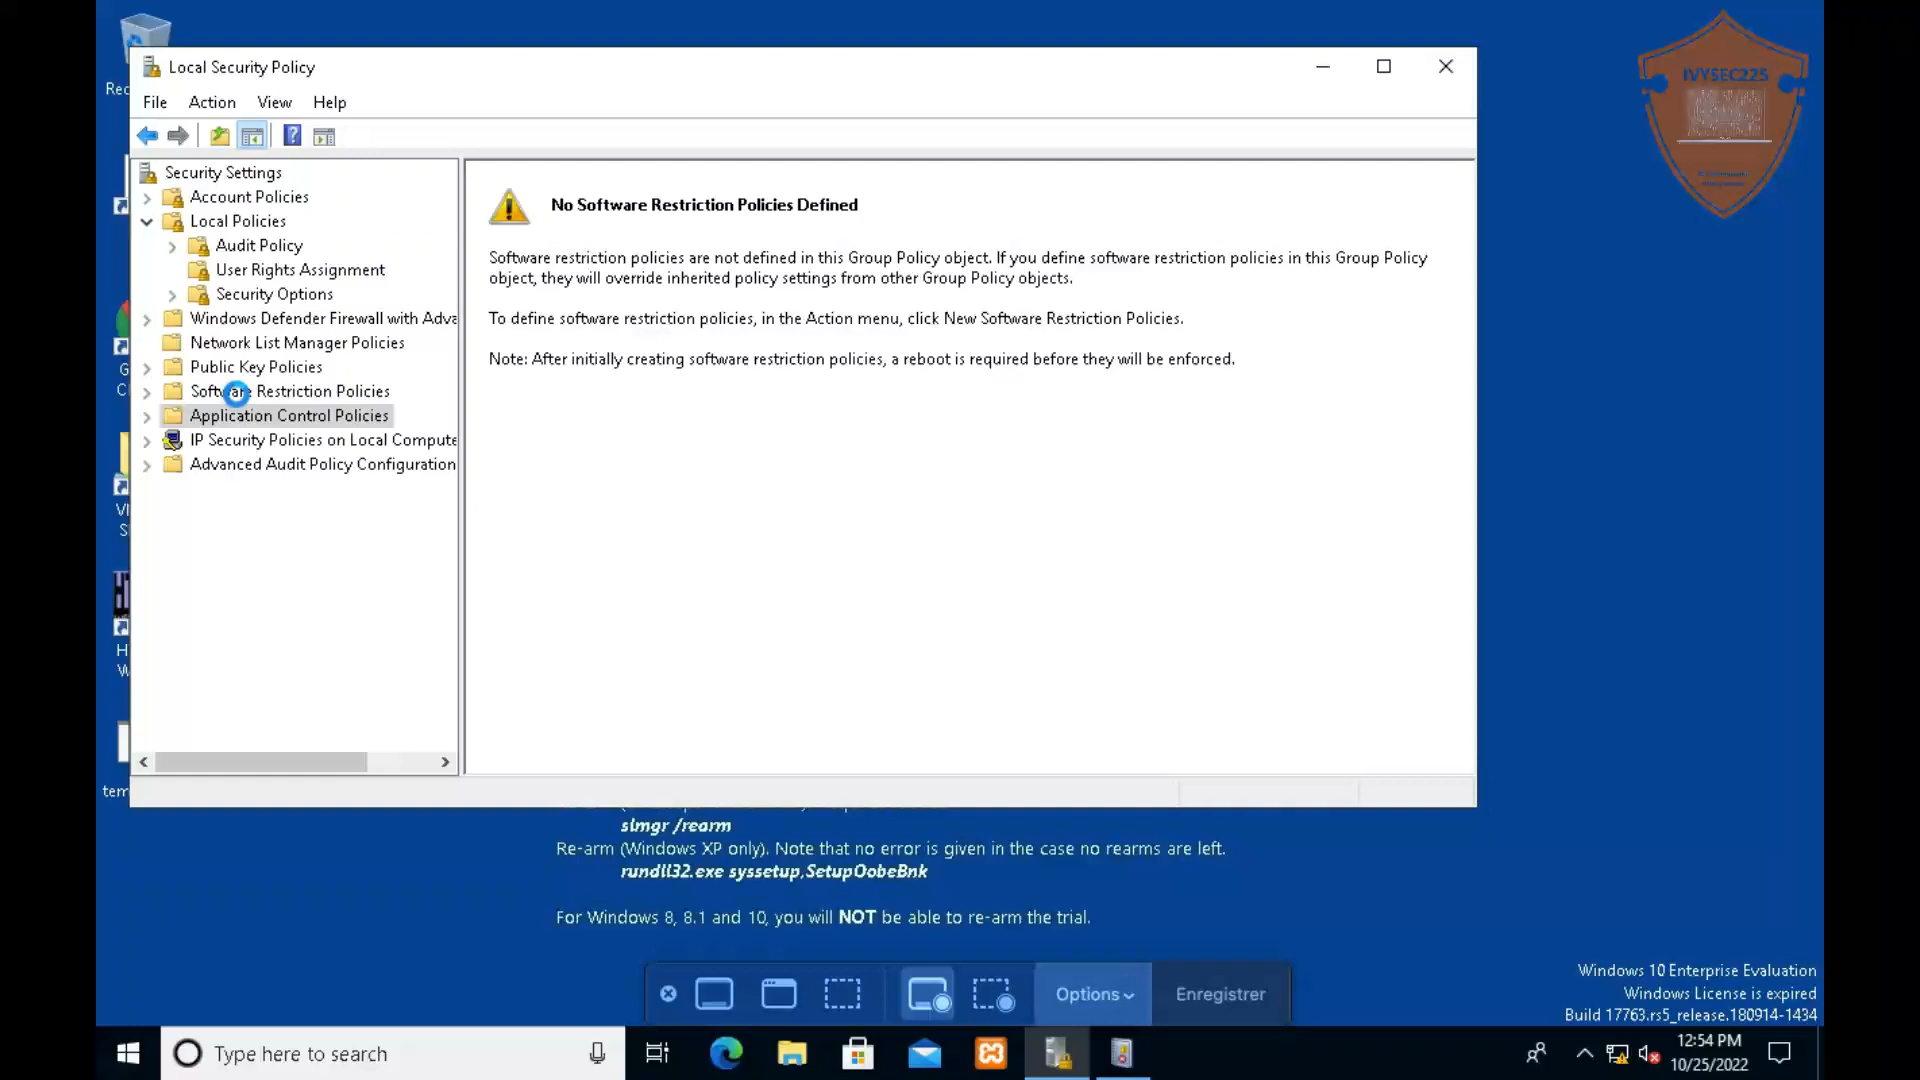 IVYSEC225
Rec
Local Security Policy
File Action View Help
Security Settings
Account Policies
Local Policies
Audit Policy
User Rights Assignment
Security Options
Windows Defender Firewall with Adva
Network List Manager Policies
Public Key Policies
Software Restriction Policies
Application Control Policies
IP Security Policies on Local Compute
Advanced Audit Policy Configuration
No Software Restriction Policies Defined
Software restriction policies are not defined in this Group Policy object. If you define software restriction policies in this Group Policy
object, they will override inherited policy settings from other Group Policy objects.
To define software restriction policies, in the Action menu, click New Software Restriction Policies.
Note: After initially creating software restriction policies, a reboot is required before they will be enforced.
G
C
S
H
W
tem
slmgr /rearm
Re-arm (Windows XP only). Note that no error is given in the case no rearms are left.
rundll32.exe syssetup,SetupOobeBnk
For Windows 8, 8.1 and 10, you will NOT be able to re-arm the trial.
Options
Enregistrer
Windows 10 Enterprise Evaluation
Windows License is expired
Build 17763.rs5_release.180914-1434
Type here to search
12:54 PM
10/25/2022